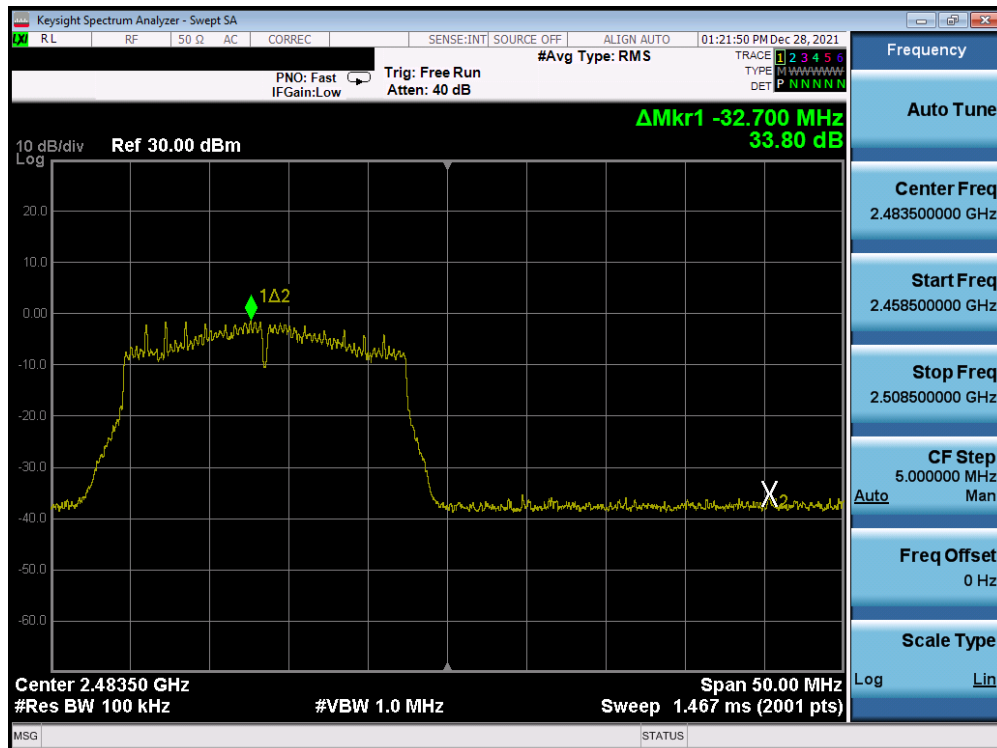 Keysight Spectrum Analyzer - Swept SA
LXI RL RF 50 Ω AC CORREC SENSE:INT SOURCE OFF ALIGN AUTO 01:21:50 PM Dec 28, 2021
#Avg Type: RMS
TRACE 1 2 3 4 5 6
TYPE M W W W W W
DET P N N N N N
PNO: Fast
IFGain:Low
Trig: Free Run
Atten: 40 dB
ΔMkr1 -32.700 MHz
33.80 dB
10 dB/div Ref 30.00 dBm
Log
20.0
10.0
0.00
-10.0
-20.0
-30.0
-40.0
-50.0
-60.0
1Δ2
X2
Center 2.48350 GHz Span 50.00 MHz
#Res BW 100 kHz #VBW 1.0 MHz Sweep 1.467 ms (2001 pts)
MSG STATUS
Frequency
Auto Tune
Center Freq
2.483500000 GHz
Start Freq
2.458500000 GHz
Stop Freq
2.508500000 GHz
CF Step
5.000000 MHz
Auto Man
Freq Offset
0 Hz
Scale Type
Log Lin